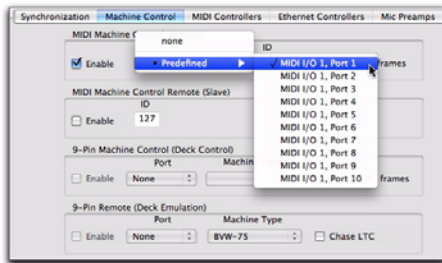 Synchronization Machine Control MIDI Controllers Ethernet Controllers Mic Preamps
MIDI Machine
none
ID
Enable
Predefined
✓ MIDI I/O 1, Port 1
frames
MIDI I/O 1, Port 2
MIDI I/O 1, Port 3
MIDI I/O 1, Port 4
MIDI I/O 1, Port 5
MIDI I/O 1, Port 6
MIDI I/O 1, Port 7
MIDI I/O 1, Port 8
MIDI I/O 1, Port 9
MIDI I/O 1, Port 10
MIDI Machine Control Remote (Slave)
ID
Enable 127
9-Pin Machine Control (Deck Control)
Port Machin
Enable None frames
9-Pin Remote (Deck Emulation)
Port Machine Type
Enable None BVW-75 Chase LTC